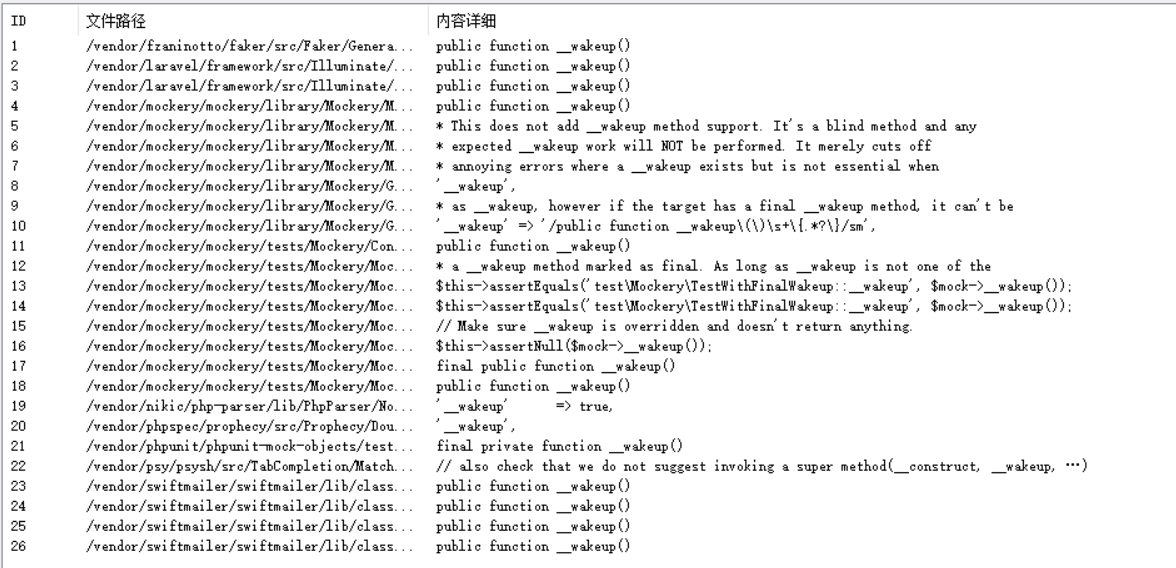 ID 文件路径 内容详细
1 /vendor/fzaninotto/faker/src/Faker/Genera... public function __wakeup()
2 /vendor/laravel/framework/src/Illuminate/... public function __wakeup()
3 /vendor/laravel/framework/src/Illuminate/... public function __wakeup()
4 /vendor/mockery/mockery/library/Mockery/M... public function __wakeup()
5 /vendor/mockery/mockery/library/Mockery/M... * This does not add __wakeup method support. It's a blind method and any
6 /vendor/mockery/mockery/library/Mockery/M... * expected __wakeup work will NOT be performed. It merely cuts off
7 /vendor/mockery/mockery/library/Mockery/M... * annoying errors where a __wakeup exists but is not essential when
8 /vendor/mockery/mockery/library/Mockery/G... '__wakeup',
9 /vendor/mockery/mockery/library/Mockery/G... * as __wakeup, however if the target has a final __wakeup method, it can't be
10 /vendor/mockery/mockery/library/Mockery/G... '__wakeup' => '/public function __wakeup\(\)\s+\{.*?\}/sm',
11 /vendor/mockery/mockery/tests/Mockery/Con... public function __wakeup()
12 /vendor/mockery/mockery/tests/Mockery/Moc... * a __wakeup method marked as final. As long as __wakeup is not one of the
13 /vendor/mockery/mockery/tests/Mockery/Moc... $this->assertEquals('test\Mockery\TestWithFinalWakeup::__wakeup', $mock->__wakeup());
14 /vendor/mockery/mockery/tests/Mockery/Moc... $this->assertEquals('test\Mockery\TestWithFinalWakeup::__wakeup', $mock->__wakeup());
15 /vendor/mockery/mockery/tests/Mockery/Moc... // Make sure __wakeup is overridden and doesn't return anything.
16 /vendor/mockery/mockery/tests/Mockery/Moc... $this->assertNull($mock->__wakeup());
17 /vendor/mockery/mockery/tests/Mockery/Moc... final public function __wakeup()
18 /vendor/mockery/mockery/tests/Mockery/Moc... public function __wakeup()
19 /vendor/nikic/php-parser/lib/PhpParser/No... '__wakeup' => true,
20 /vendor/phpspec/prophecy/src/Prophecy/Dou... '__wakeup',
21 /vendor/phpunit/phpunit-mock-objects/test... final private function __wakeup()
22 /vendor/psy/psysh/src/TabCompletion/Match... // also check that we do not suggest invoking a super method(__construct, __wakeup, …)
23 /vendor/swiftmailer/swiftmailer/lib/class... public function __wakeup()
24 /vendor/swiftmailer/swiftmailer/lib/class... public function __wakeup()
25 /vendor/swiftmailer/swiftmailer/lib/class... public function __wakeup()
26 /vendor/swiftmailer/swiftmailer/lib/class... public function __wakeup()